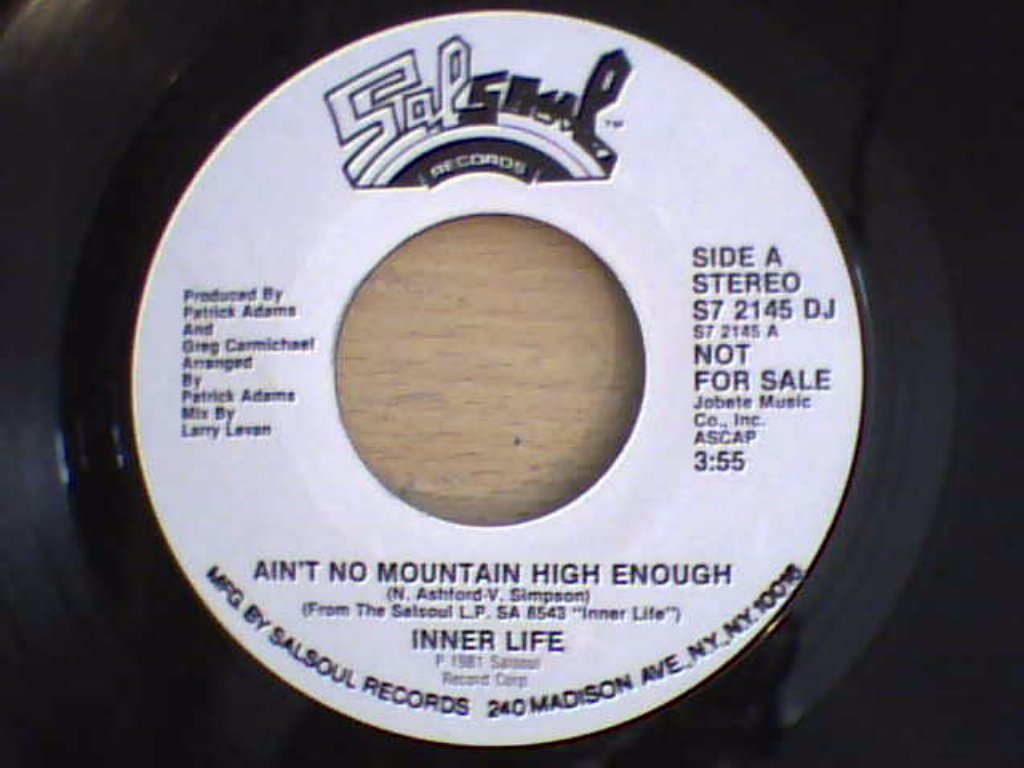 Salsoul TM
RECORDS
Produced By
Patrick Adams
And
Greg Carmichael
Arranged
By
Patrick Adams
Mix By
Larry Levan
SIDE A
STEREO
S7 2145 DJ
S7 2145 A
NOT
FOR SALE
Jobete Music
Co., Inc.
ASCAP
3:55
AIN'T NO MOUNTAIN HIGH ENOUGH
(N. Ashford-V. Simpson)
(From The Salsoul L.P. SA 8543 "Inner Life")
INNER LIFE
P 1981 Salsoul
Record Corp
MFG. BY SALSOUL RECORDS 240 MADISON AVE., NY., NY. 10016